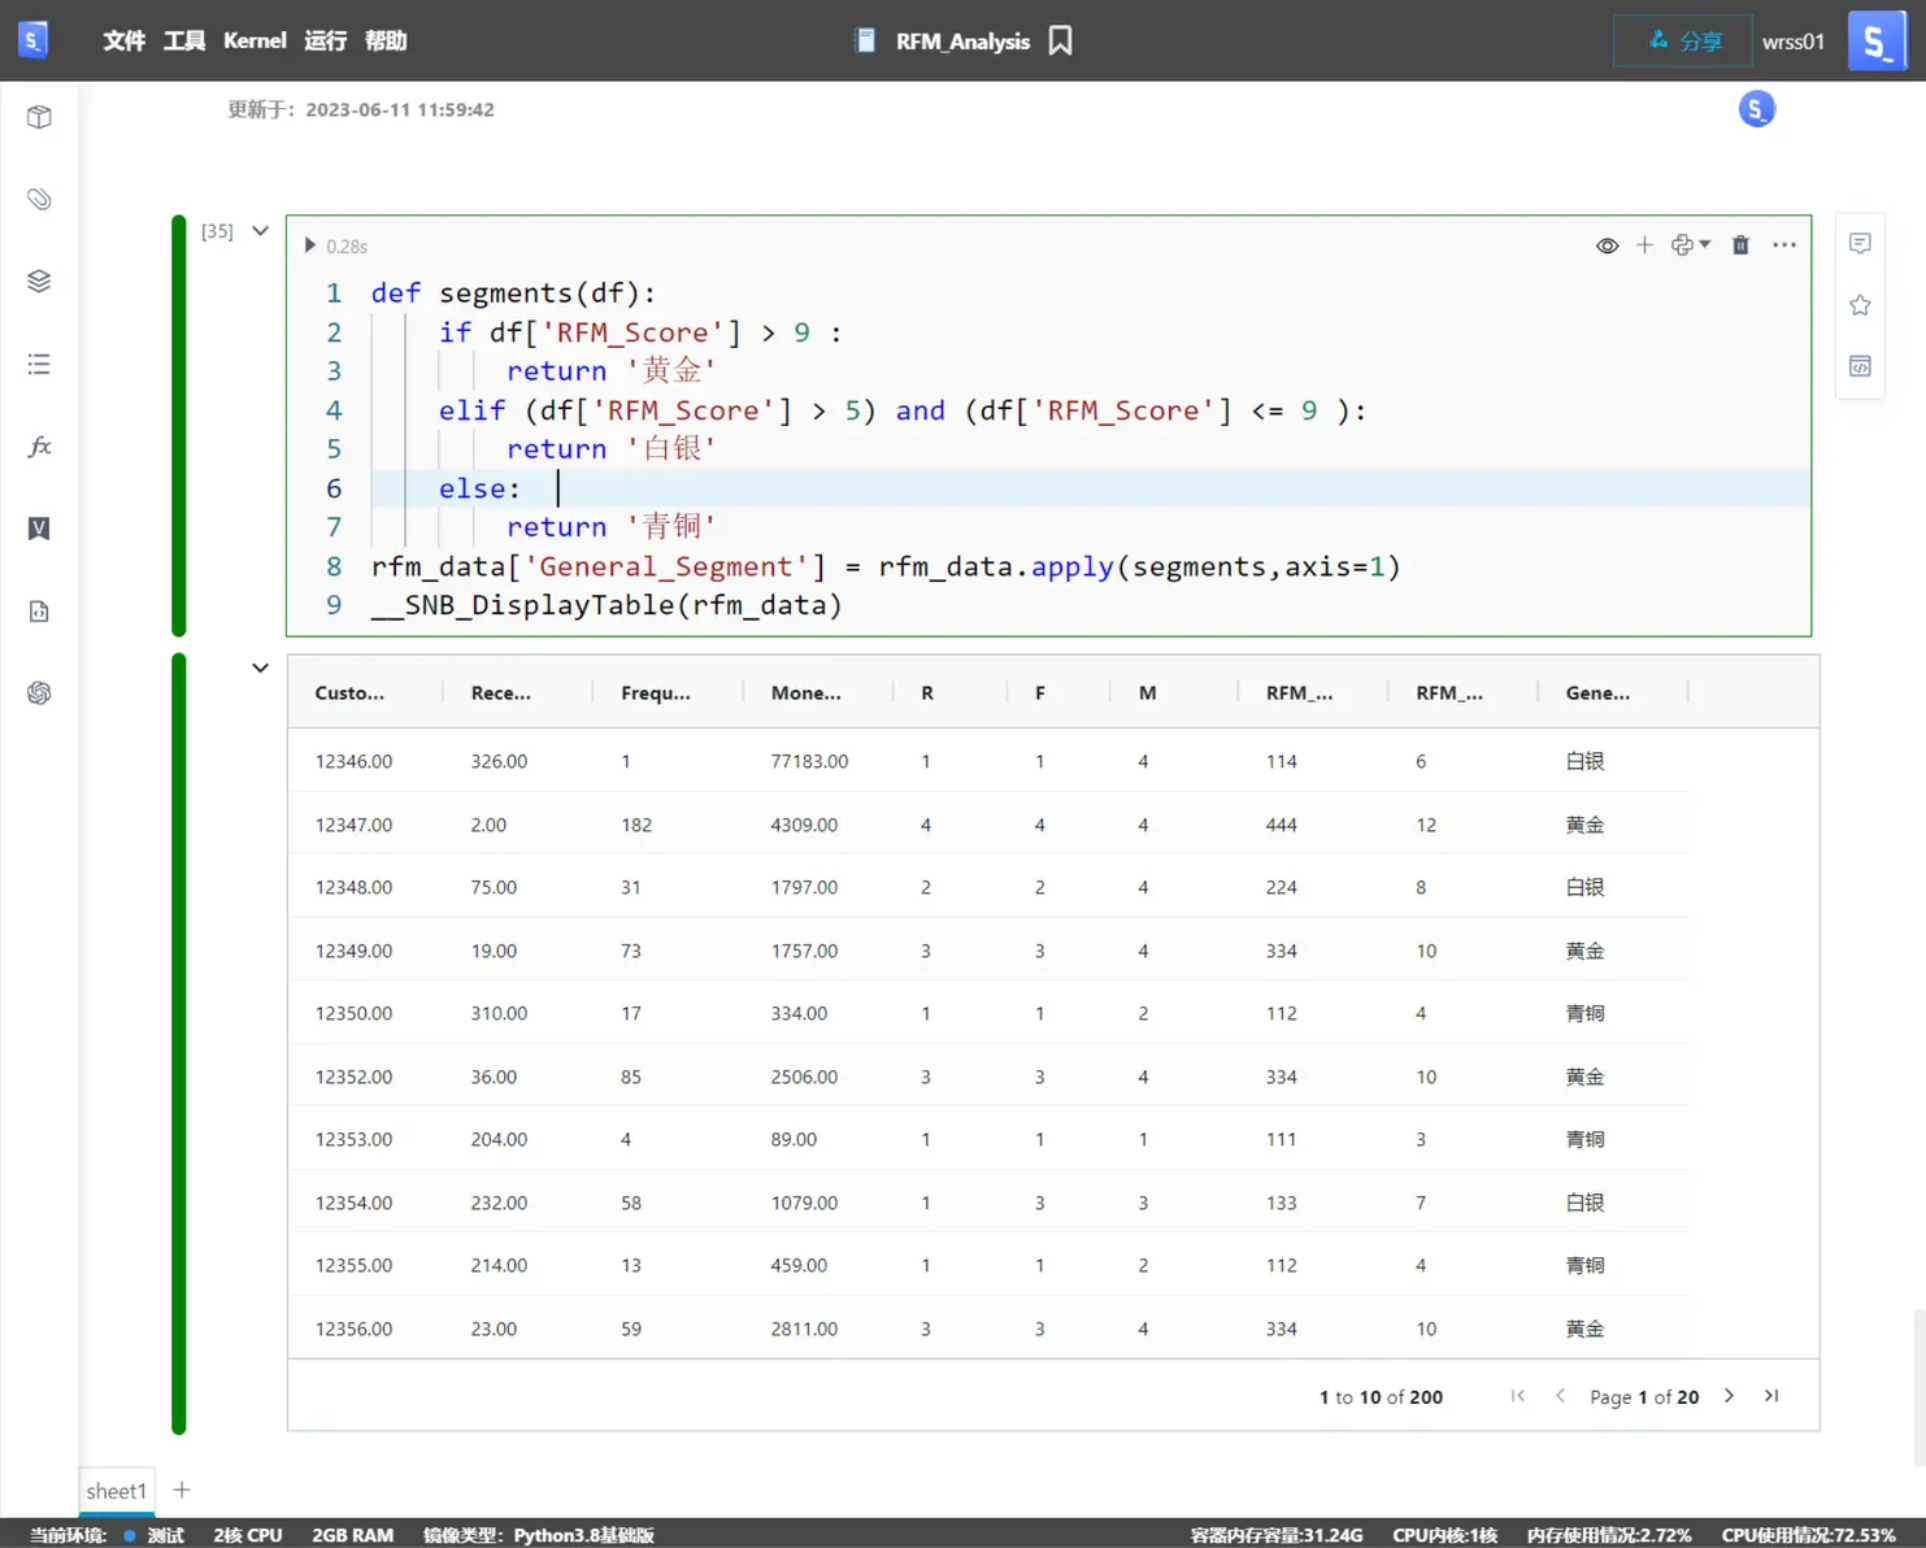 文件 工具 Kernel 运行 帮助 RFM_Analysis 分享 wrss01
更新于: 2023-06-11 11:59:42
[35] 0.28s
1 def segments(df):
2 if df['RFM_Score'] > 9 :
3 return '黄金'
4 elif (df['RFM_Score'] > 5) and (df['RFM_Score'] <= 9 ):
5 return '白银'
6 else:
7 return '青铜'
8 rfm_data['General_Segment'] = rfm_data.apply(segments,axis=1)
9 __SNB_DisplayTable(rfm_data)
Custo... Rece... Frequ... Mone... R F M RFM_... RFM_... Gene...
12346.00 326.00 1 77183.00 1 1 4 114 6 白银
12347.00 2.00 182 4309.00 4 4 4 444 12 黄金
12348.00 75.00 31 1797.00 2 2 4 224 8 白银
12349.00 19.00 73 1757.00 3 3 4 334 10 黄金
12350.00 310.00 17 334.00 1 1 2 112 4 青铜
12352.00 36.00 85 2506.00 3 3 4 334 10 黄金
12353.00 204.00 4 89.00 1 1 1 111 3 青铜
12354.00 232.00 58 1079.00 1 3 3 133 7 白银
12355.00 214.00 13 459.00 1 1 2 112 4 青铜
12356.00 23.00 59 2811.00 3 3 4 334 10 黄金
1 to 10 of 200 Page 1 of 20
sheet1
当前环境: 测试 2核 CPU 2GB RAM 镜像类型: Python3.8基础版 容器内存容量:31.24G CPU内核:1核 内存使用情况:2.72% CPU使用情况:72.53%